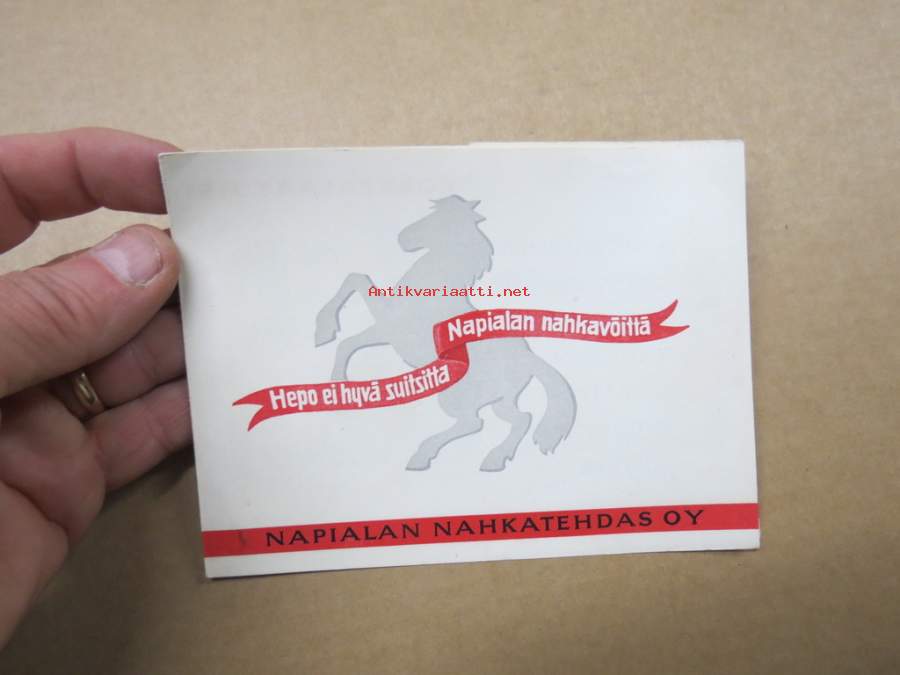 Antikvariaatti.net
Hepo ei hyvä suitsitta
Napialan nahkavöittä
NAPIALAN NAHKATEHDAS OY